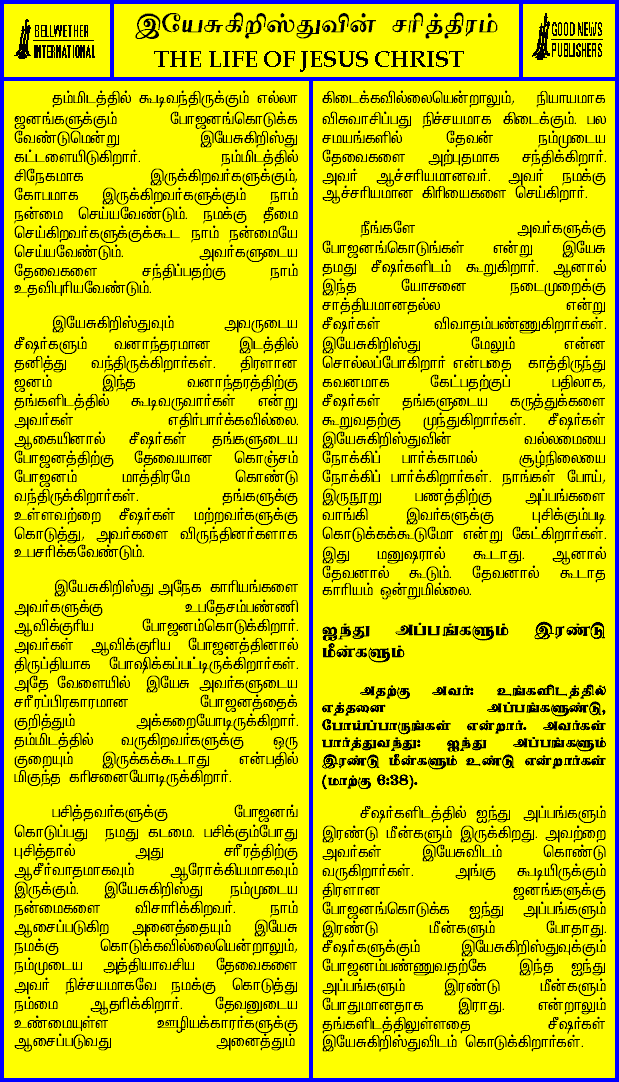 BELLWETHER
INTERNATIONAL
இயேசுகிறிஸ்துவின் சரித்திரம்
THE LIFE OF JESUS CHRIST
GOOD NEWS
PUBLISHERS
தம்மிடத்தில் கூடிவந்திருக்கும் எல்லா
ஜனங்களுக்கும் போஜனங்கொடுக்க
வேண்டுமென்று இயேசுகிறிஸ்து
கட்டளையிடுகிறார். நம்மிடத்தில்
சிநேகமாக இருக்கிறவர்களுக்கும்,
கோபமாக இருக்கிறவர்களுக்கும் நாம்
நன்மை செய்யவேண்டும். நமக்கு தீமை
செய்கிறவர்களுக்குக்கூட நாம் நன்மையே
செய்யவேண்டும். அவர்களுடைய
தேவைகளை சந்திப்பதற்கு நாம்
உதவிபுரியவேண்டும்.
இயேசுகிறிஸ்துவும் அவருடைய
சீஷர்களும் வனாந்தரமான இடத்தில்
தனித்து வந்திருக்கிறார்கள். திரளான
ஜனம் இந்த வனாந்தரத்திற்கு
தங்களிடத்தில் கூடிவருவார்கள் என்று
அவர்கள் எதிர்பார்க்கவில்லை.
ஆகையினால் சீஷர்கள் தங்களுடைய
போஜனத்திற்கு தேவையான கொஞ்சம்
போஜனம் மாத்திரமே கொண்டு
வந்திருக்கிறார்கள். தங்களுக்கு
உள்ளவற்றை சீஷர்கள் மற்றவர்களுக்கு
கொடுத்து, அவர்களை விருந்தினர்களாக
உபசரிக்கவேண்டும்.
இயேசுகிறிஸ்து அநேக காரியங்களை
அவர்களுக்கு உபதேசம்பண்ணி
ஆவிக்குரிய போஜனம்கொடுக்கிறார்.
அவர்கள் ஆவிக்குரிய போஜனத்தினால்
திருப்தியாக போஷிக்கப்பட்டிருக்கிறார்கள்.
அதே வேளையில் இயேசு அவர்களுடைய
சரீரப்பிரகாரமான போஜனத்தைக்
குறித்தும் அக்கறையோடிருக்கிறார்.
தம்மிடத்தில் வருகிறவர்களுக்கு ஒரு
குறையும் இருக்கக்கூடாது என்பதில்
மிகுந்த கரிசனையோடிருக்கிறார்.
பசித்தவர்களுக்கு போஜனங்
கொடுப்பது நமது கடமை. பசிக்கும்போது
புசித்தால் அது சரீரத்திற்கு
ஆசீர்வாதமாகவும் ஆரோக்கியமாகவும்
இருக்கும். இயேசுகிறிஸ்து நம்முடைய
நன்மைகளை விசாரிக்கிறவர். நாம்
ஆசைப்படுகிற அனைத்தையும் இயேசு
நமக்கு கொடுக்கவில்லையென்றாலும்,
நம்முடைய அத்தியாவசிய தேவைகளை
அவர் நிச்சயமாகவே நமக்கு கொடுத்து
நம்மை ஆதரிக்கிறார். தேவனுடைய
உண்மையுள்ள ஊழியக்காரர்களுக்கு
ஆசைப்படுவது அனைத்தும்
கிடைக்கவில்லையென்றாலும், நியாயமாக
விசுவாசிப்பது நிச்சயமாக கிடைக்கும். பல
சமயங்களில் தேவன் நம்முடைய
தேவைகளை அற்புதமாக சந்திக்கிறார்.
அவர் ஆச்சரியமானவர். அவர் நமக்கு
ஆச்சரியமான கிரியைகளை செய்கிறார்.
நீங்களே அவர்களுக்கு
போஜனங்கொடுங்கள் என்று இயேசு
தமது சீஷர்களிடம் கூறுகிறார். ஆனால்
இந்த யோசனை நடைமுறைக்கு
சாத்தியமானதல்ல என்று
சீஷர்கள் விவாதம்பண்ணுகிறார்கள்.
இயேசுகிறிஸ்து மேலும் என்ன
சொல்லப்போகிறார் என்பதை காத்திருந்து
கவனமாக கேட்பதற்குப் பதிலாக,
சீஷர்கள் தங்களுடைய கருத்துக்களை
கூறுவதற்கு முந்துகிறார்கள். சீஷர்கள்
இயேசுகிறிஸ்துவின் வல்லமையை
நோக்கிப் பார்க்காமல் சூழ்நிலையை
நோக்கிப் பார்க்கிறார்கள். நாங்கள் போய்,
இருநூறு பணத்திற்கு அப்பங்களை
வாங்கி இவர்களுக்கு புசிக்கும்படி
கொடுக்கக்கூடுமோ என்று கேட்கிறார்கள்.
இது மனுஷரால் கூடாது. ஆனால்
தேவனால் கூடும். தேவனால் கூடாத
காரியம் ஒன்றுமில்லை.
ஐந்து அப்பங்களும் இரண்டு
மீன்களும்
அதற்கு அவர்: உங்களிடத்தில்
எத்தனை அப்பங்களுண்டு,
போய்ப்பாருங்கள் என்றார். அவர்கள்
பார்த்துவந்து: ஐந்து அப்பங்களும்
இரண்டு மீன்களும் உண்டு என்றார்கள்
(மாற்கு 6:38).
சீஷர்களிடத்தில் ஐந்து அப்பங்களும்
இரண்டு மீன்களும் இருக்கிறது. அவற்றை
அவர்கள் இயேசுவிடம் கொண்டு
வருகிறார்கள். அங்கு கூடியிருக்கும்
திரளான ஜனங்களுக்கு
போஜனங்கொடுக்க ஐந்து அப்பங்களும்
இரண்டு மீன்களும் போதாது.
சீஷர்களுக்கும் இயேசுகிறிஸ்துவுக்கும்
போஜனம்பண்ணுவதற்கே இந்த ஐந்து
அப்பங்களும் இரண்டு மீன்களும்
போதுமானதாக இராது. என்றாலும்
தங்களிடத்திலுள்ளதை சீஷர்கள்
இயேசுகிறிஸ்துவிடம் கொடுக்கிறார்கள்.